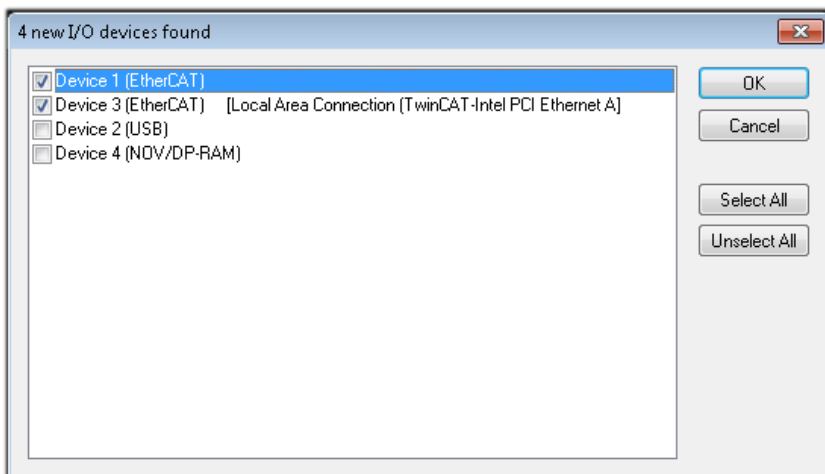 4 new I/O devices found
Device 1 (EtherCAT)
Device 3 (EtherCAT) [Local Area Connection (TwinCAT-Intel PCI Ethernet A]
Device 2 (USB)
Device 4 (NOV/DP-RAM)
OK
Cancel
Select All
Unselect All